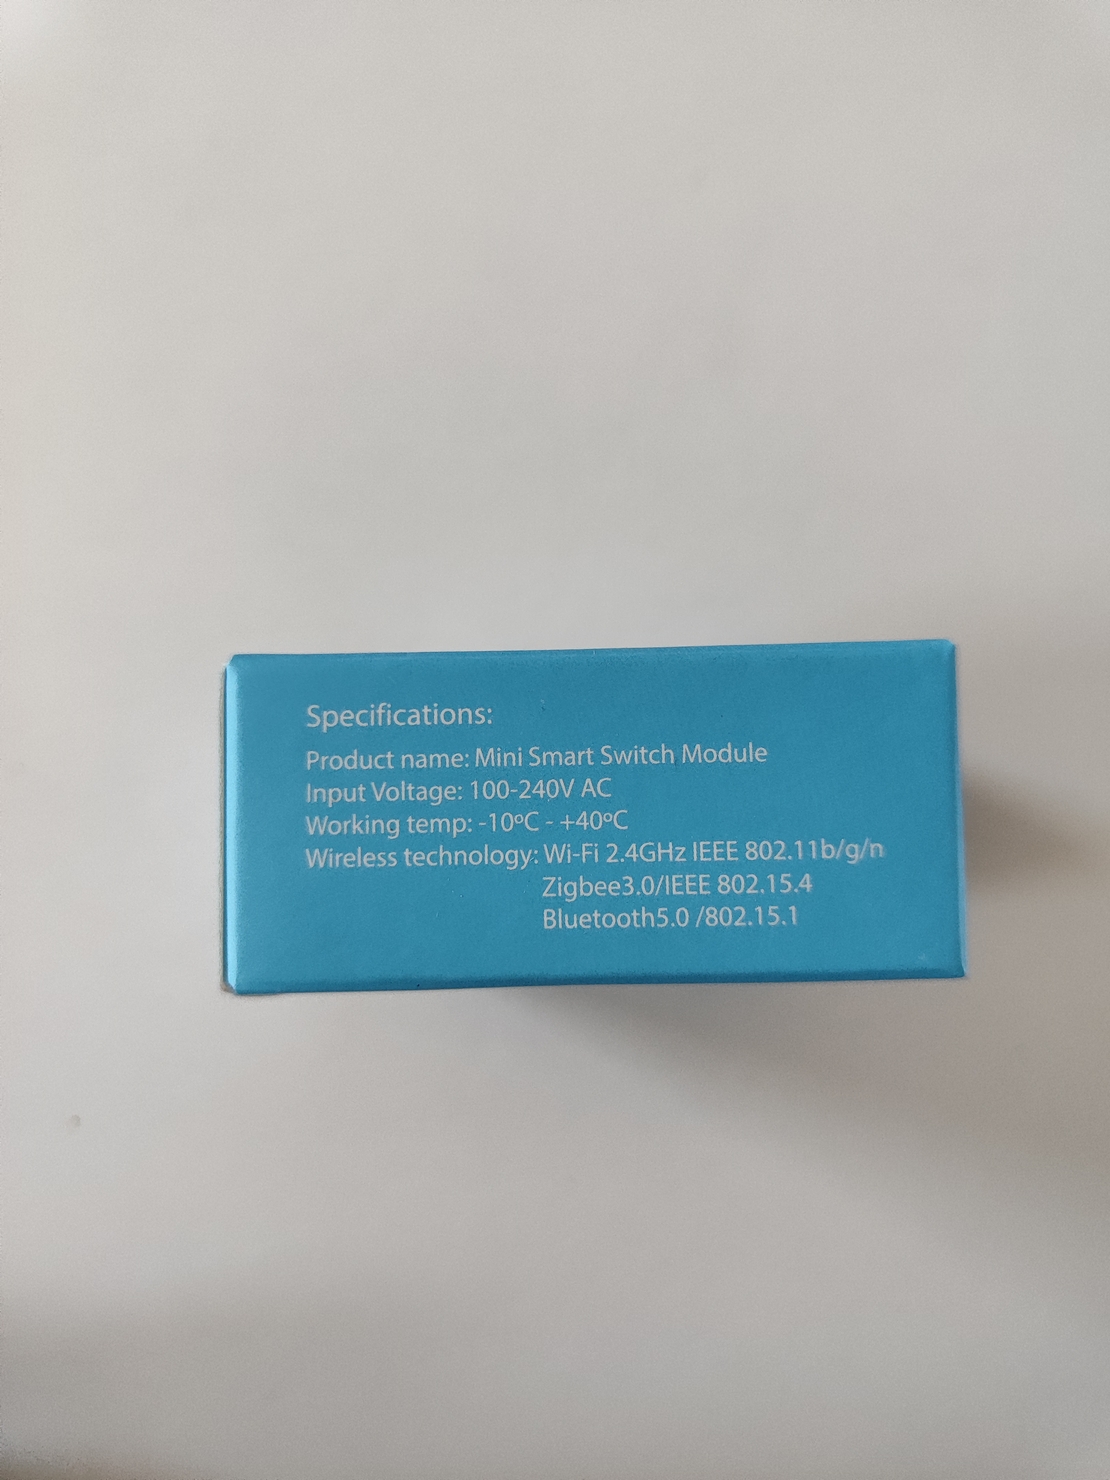 Specifications:
Product name: Mini Smart Switch Module
Input Voltage: 100-240V AC
Working temp: -10ºC - +40ºC
Wireless technology: Wi-Fi 2.4GHz IEEE 802.11b/g/n
Zigbee3.0/IEEE 802.15.4
Bluetooth5.0 /802.15.1